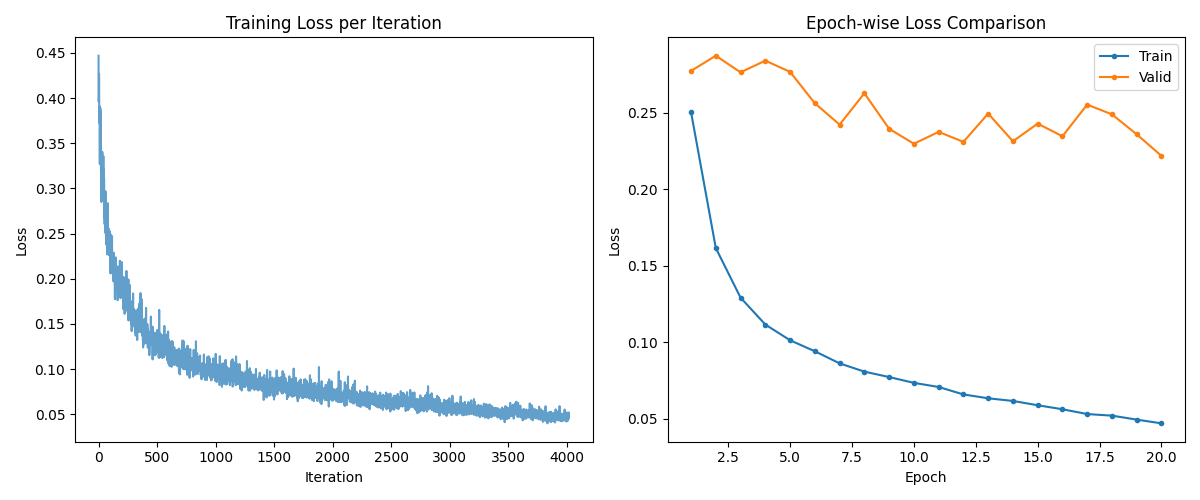 Training Loss per Iteration
Loss
0.45
0.40
0.35
0.30
0.25
0.20
0.15
0.10
0.05
0 500 1000 1500 2000 2500 3000 3500 4000
Iteration
Epoch-wise Loss Comparison
Train
Valid
Loss
0.25
0.20
0.15
0.10
0.05
2.5 5.0 7.5 10.0 12.5 15.0 17.5 20.0
Epoch